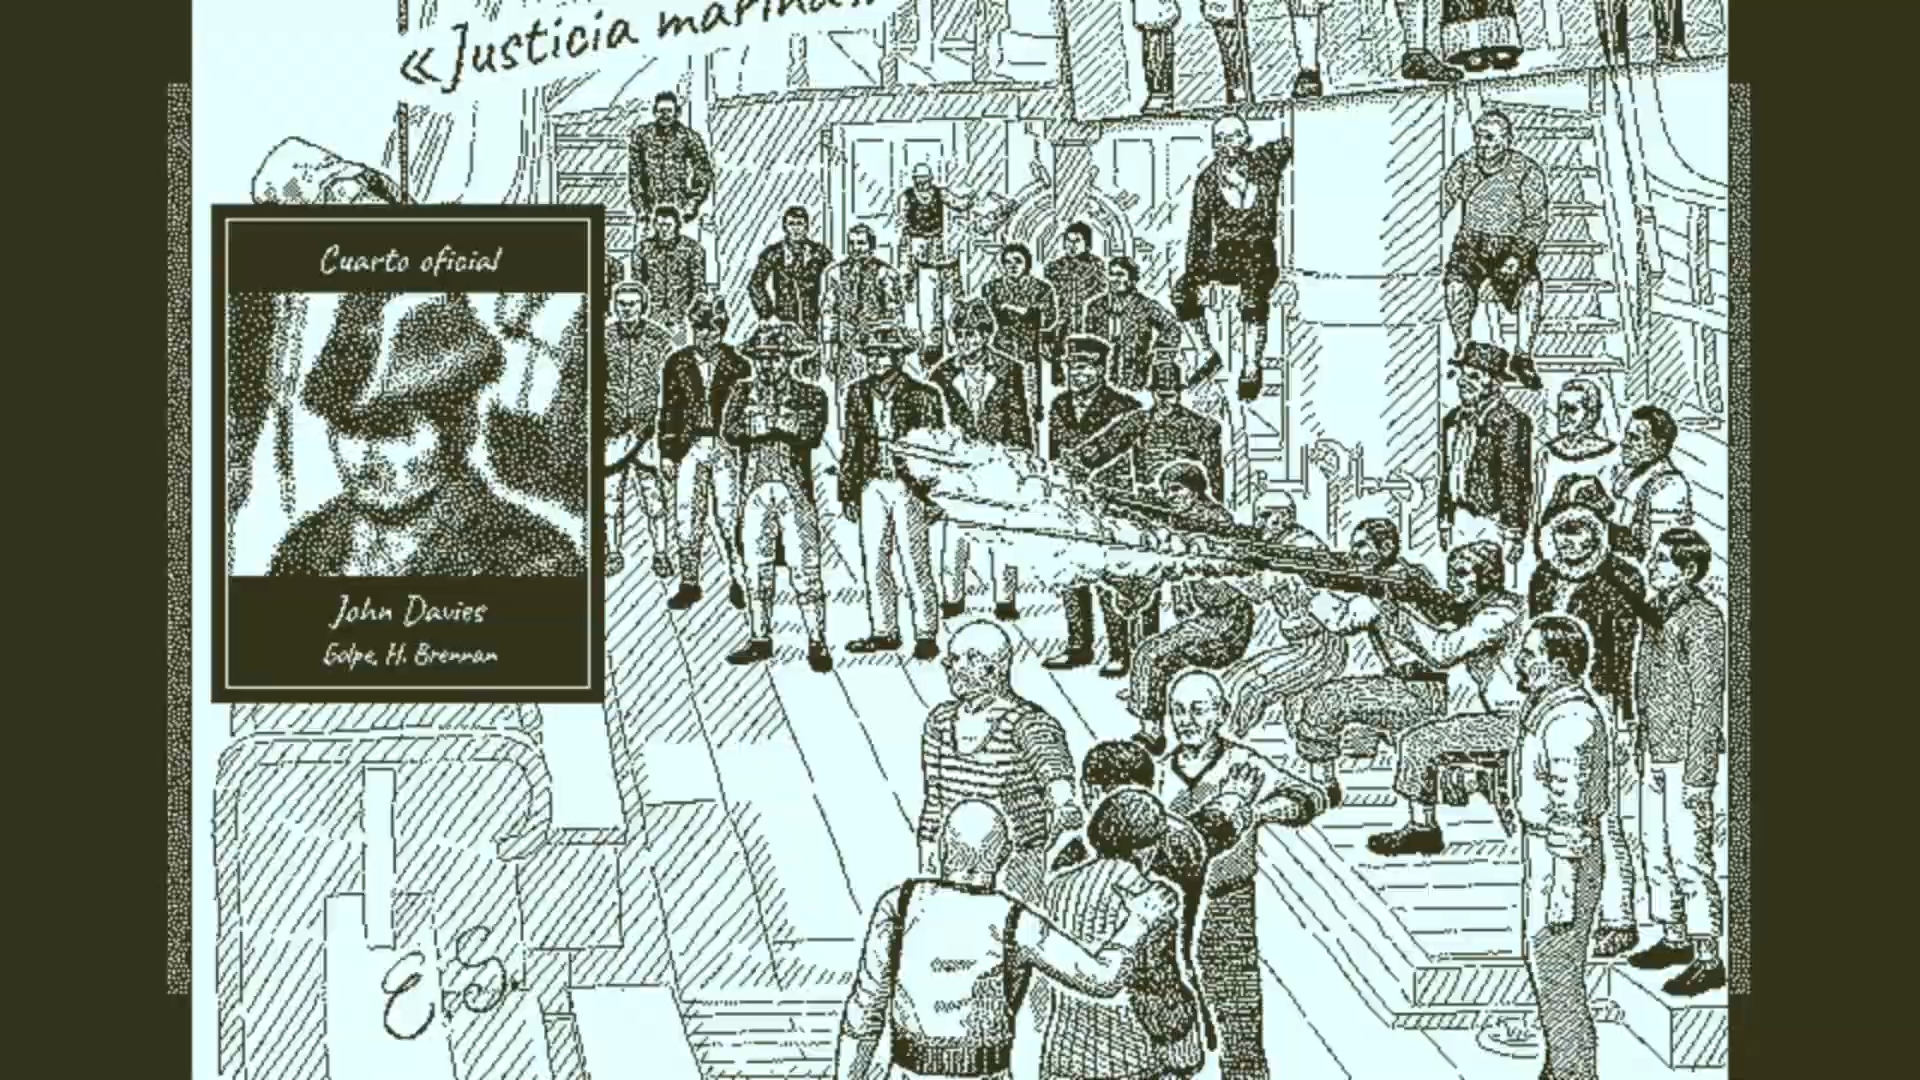 «Justicia marina»
Cuarto oficial
John Davies
Golpe, H. Brennan
E.S.